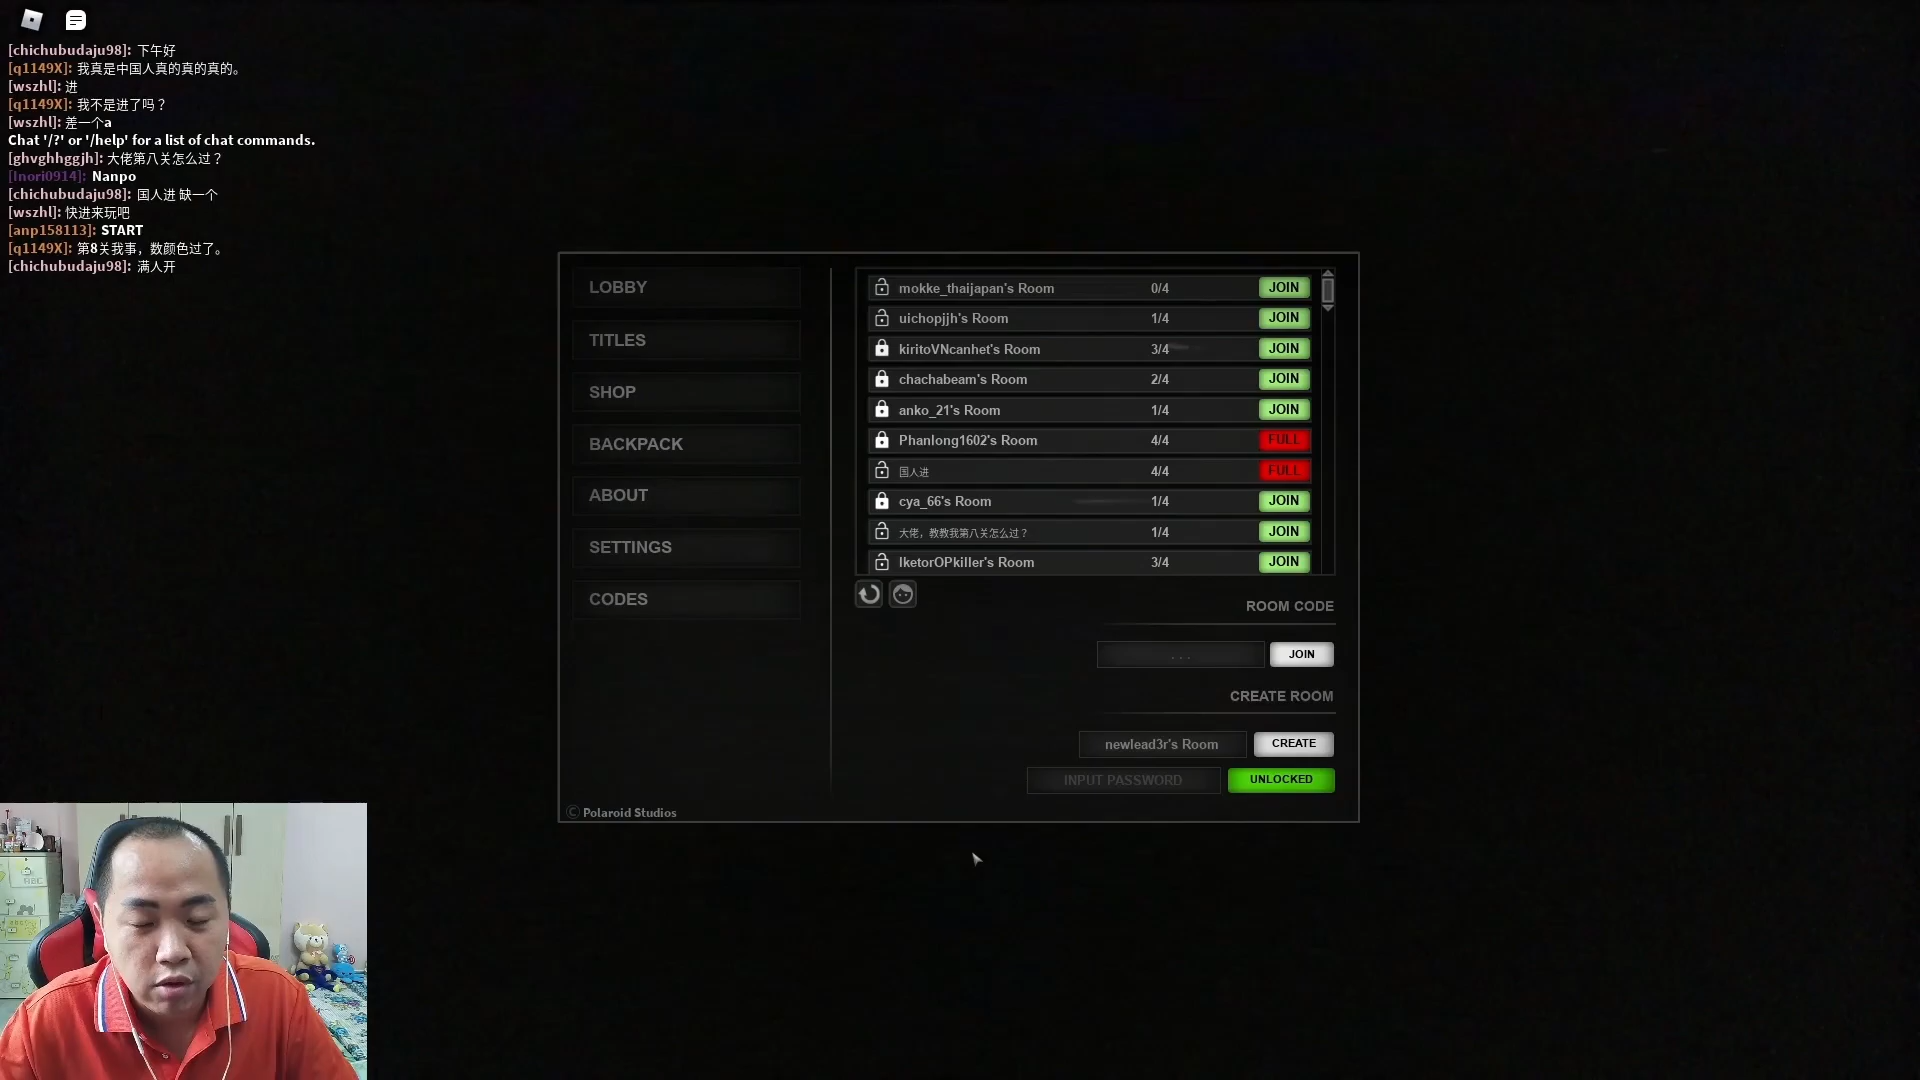 [chichubudaju98]: 下午好
[q1149X]: 我真是中国人真的真的真的。
[wszhl]: 进
[q1149X]: 我不是进了吗？
[wszhl]: 差一个a
Chat '/?' or '/help' for a list of chat commands.
[ghvghhggjh]: 大佬第八关怎么过？
[Inori0914]: Nanpo
[chichubudaju98]: 国人进 缺一个
[wszhl]: 快进来玩吧
[anp158113]: START
[q1149X]: 第8关我事，数颜色过了。
[chichubudaju98]: 满人开
LOBBY
TITLES
SHOP
BACKPACK
ABOUT
SETTINGS
CODES
© Polaroid Studios
mokke_thaijapan's Room 0/4 JOIN
uichopjjh's Room 1/4 JOIN
kiritoVNcanhet's Room 3/4 JOIN
chachabeam's Room 2/4 JOIN
anko_21's Room 1/4 JOIN
Phanlong1602's Room 4/4 FULL
国人进 4/4 FULL
cya_66's Room 1/4 JOIN
大佬，教教我第八关怎么过？ 1/4 JOIN
lketorOPkiller's Room 3/4 JOIN
ROOM CODE
... JOIN
CREATE ROOM
newlead3r's Room CREATE
INPUT PASSWORD UNLOCKED
ABC